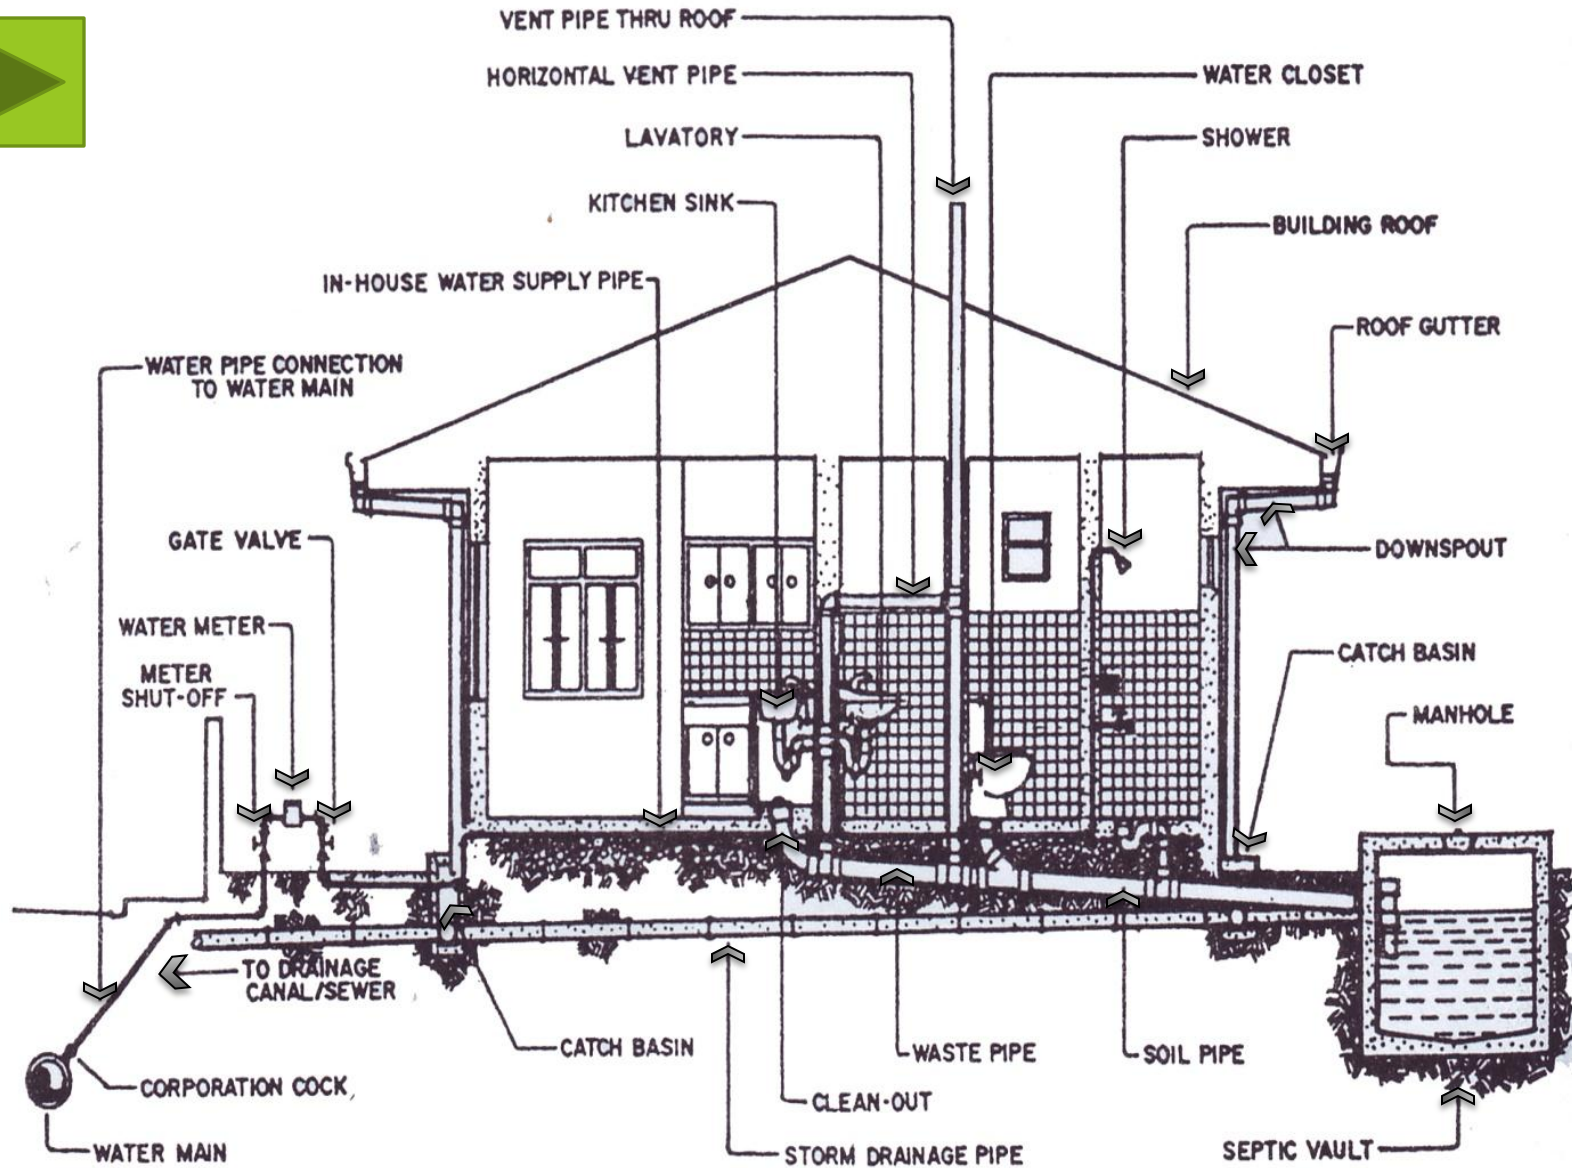 VENT PIPE THRU ROOF
HORIZONTAL VENT PIPE
WATER CLOSET
LAVATORY
SHOWER
KITCHEN SINK
BUILDING ROOF
IN-HOUSE WATER SUPPLY PIPE
ROOF GUTTER
WATER PIPE CONNECTION
TO WATER MAIN
GATE VALVE
DOWNSPOUT
WATER METER
CATCH BASIN
METER
SHUT-OFF
MANHOLE
TO DRAINAGE
CANAL/SEWER
CATCH BASIN
WASTE PIPE
SOIL PIPE
CORPORATION COCK
CLEAN-OUT
WATER MAIN
STORM DRAINAGE PIPE
SEPTIC VAULT